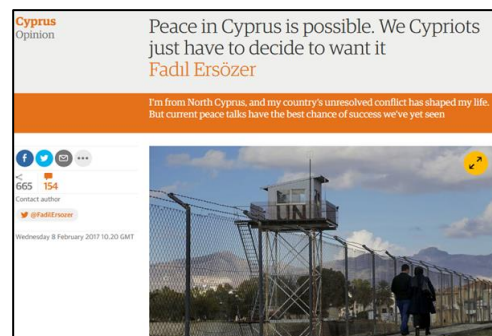 Cyprus
Opinion
Peace in Cyprus is possible. We Cypriots
just have to decide to want it
Fadıl Ersözer
I'm from North Cyprus, and my country's unresolved conflict has shaped my life.
But current peace talks have the best chance of success we've yet seen
665 154
Contact author
@FadilErsozer
Wednesday 8 February 2017 10.20 GMT
UN